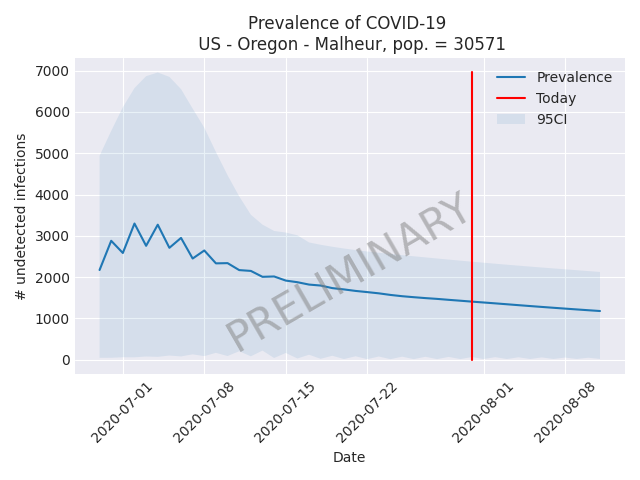 Prevalence of COVID-19
US - Oregon - Malheur, pop. = 30571
7000
6000
5000
4000
3000
2000
1000
0
# undetected infections
Prevalence
Today
95CI
PRELIMINARY
2020-07-01
2020-07-08
2020-07-15
2020-07-22
2020-08-01
2020-08-08
Date